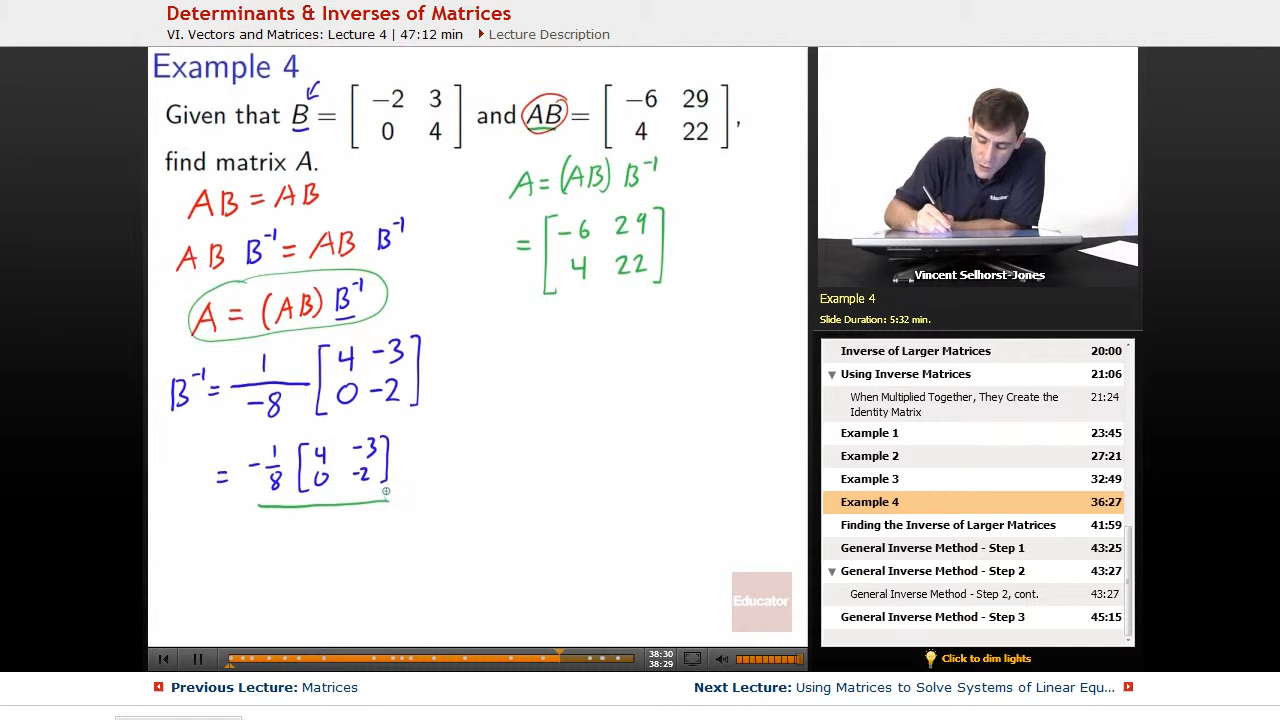 Determinants & Inverses of Matrices
VI. Vectors and Matrices: Lecture 4 | 47:12 min Lecture Description
Example 4
Given that B = [ −2 3 ; 0 4 ] and AB = [ −6 29 ; 4 22 ],
find matrix A.
AB = AB
AB B⁻¹ = AB B⁻¹
A = (AB) B⁻¹
B⁻¹ = 1/−8 [ 4 −3 ; 0 −2 ]
= −1/8 [ 4 −3 ; 0 −2 ]
A = (AB) B⁻¹
= [ −6 29 ; 4 22 ]
Educator
Vincent Selhorst-Jones
Example 4
Slide Duration: 5:32 min.
Inverse of Larger Matrices 20:00
Using Inverse Matrices 21:06
When Multiplied Together, They Create the 21:24
Identity Matrix
Example 1 23:45
Example 2 27:21
Example 3 32:49
Example 4 36:27
Finding the Inverse of Larger Matrices 41:59
General Inverse Method - Step 1 43:25
General Inverse Method - Step 2 43:27
General Inverse Method - Step 2, cont. 43:27
General Inverse Method - Step 3 45:15
38:30
38:29
Click to dim lights
Previous Lecture: Matrices
Next Lecture: Using Matrices to Solve Systems of Linear Equ...